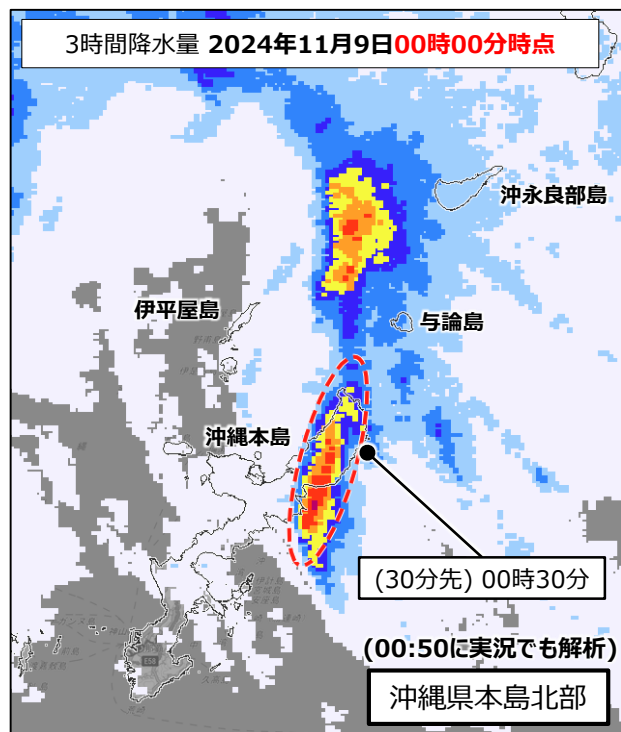 3時間降水量 2024年11月9日00時00分時点
沖永良部島
伊平屋島
与論島
沖縄本島
(30分先) 00時30分
(00:50に実況でも解析)
沖縄県本島北部
E58